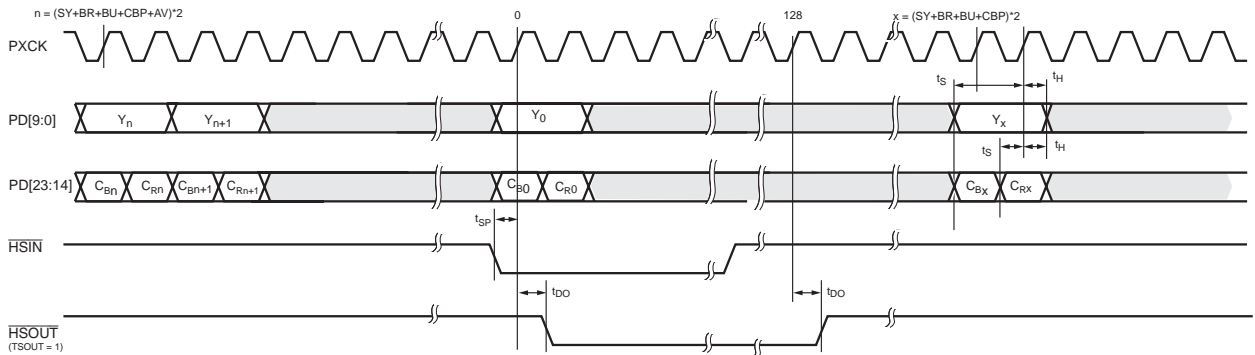 n = (SY+BR+BU+CBP+AV)*2
0
128
x = (SY+BR+BU+CBP)*2
PXCK
tS
tH
PD[9:0]
Yn
Yn+1
Y0
Yx
tS
tH
PD[23:14]
CBn
CRn
CBn+1
CRn+1
CB0
CR0
CBx
CRx
tSP
HSIN
tDO
tDO
HSOUT
(TSOUT = 1)